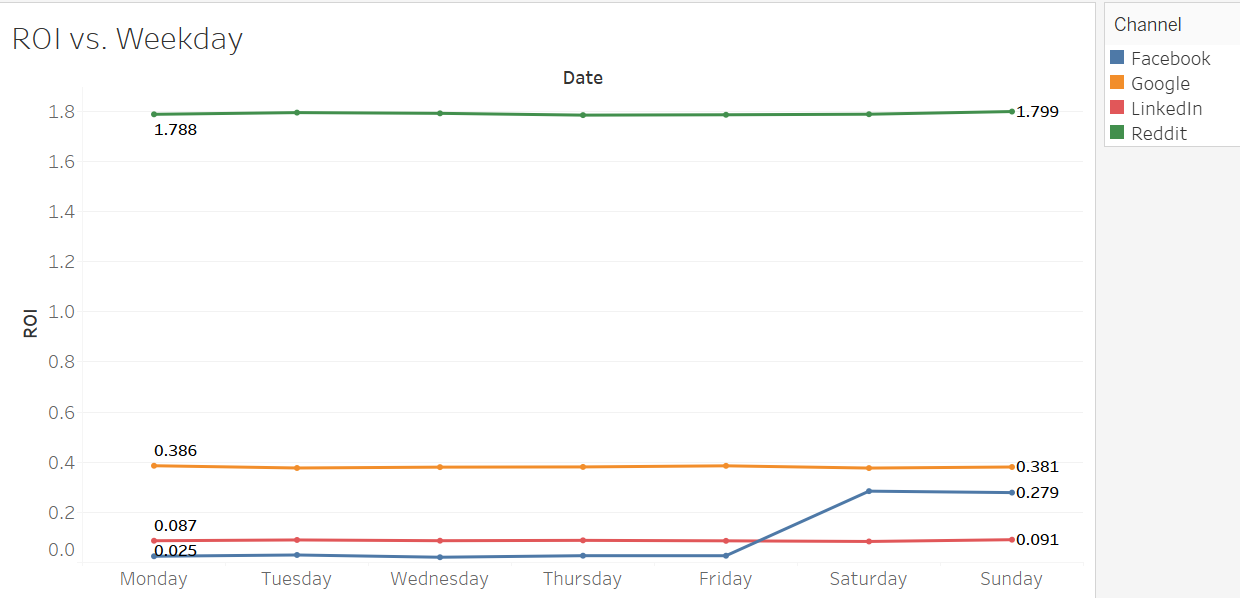 ROI vs. Weekday
Channel
Facebook
Google
LinkedIn
Reddit
Date
ROI
1.8
1.6
1.4
1.2
1.0
0.8
0.6
0.4
0.2
0.0
1.788
1.799
0.386
0.381
0.279
0.087
0.025
0.091
Monday Tuesday Wednesday Thursday Friday Saturday Sunday